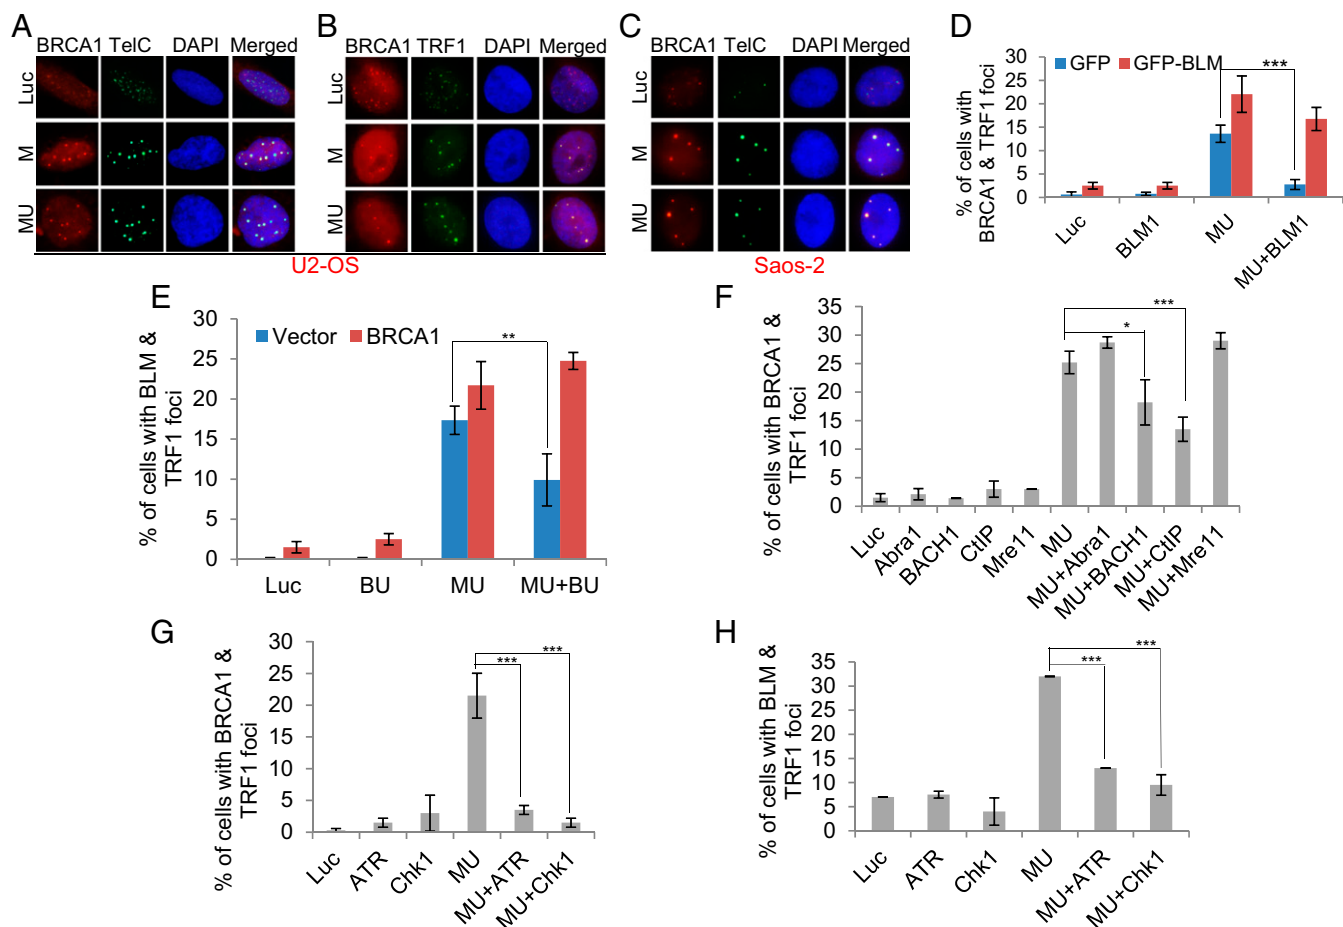 A
BRCA1 TelC DAPI Merged
Luc
M
MU
B
BRCA1 TRF1 DAPI Merged
Luc
M
MU
U2-OS
C
BRCA1 TelC DAPI Merged
Luc
M
MU
Saos-2
D
% of cells with
BRCA1 & TRF1 foci
30
25
20
15
10
5
0
GFP GFP-BLM
***
Luc
BLM1
MU
MU+BLM1
E
% of cells with BLM &
TRF1 foci
30
25
20
15
10
5
0
Vector BRCA1
**
Luc BU MU MU+BU
F
% of cells with BRCA1 &
TRF1 foci
35
30
25
20
15
10
5
0
***
*
Luc
Abra1
BACH1
CtIP
Mre11
MU
MU+Abra1
MU+BACH1
MU+CtIP
MU+Mre11
G
% of cells with BRCA1 &
TRF1 foci
30
25
20
15
10
5
0
***
***
Luc
ATR
Chk1
MU
MU+ATR
MU+Chk1
H
% of cells with BLM &
TRF1 foci
35
30
25
20
15
10
5
0
***
***
Luc
ATR
Chk1
MU
MU+ATR
MU+Chk1